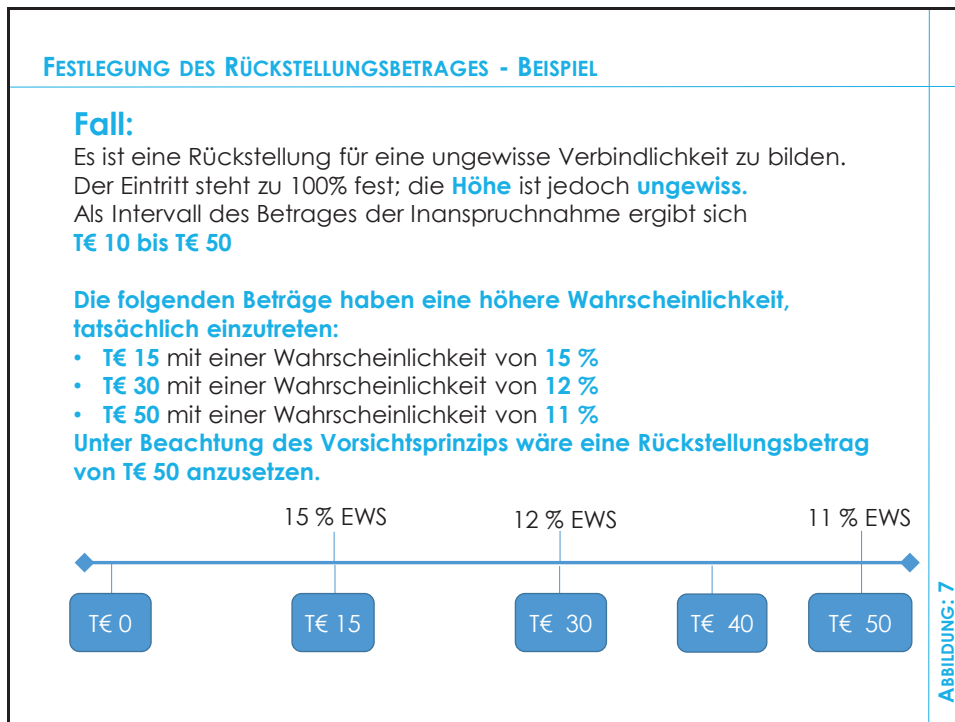 FESTLEGUNG DES RÜCKSTELLUNGSBETRAGES - BEISPIEL
Fall:
Es ist eine Rückstellung für eine ungewisse Verbindlichkeit zu bilden.
Der Eintritt steht zu 100% fest; die Höhe ist jedoch ungewiss.
Als Intervall des Betrages der Inanspruchnahme ergibt sich
T€ 10 bis T€ 50
Die folgenden Beträge haben eine höhere Wahrscheinlichkeit,
tatsächlich einzutreten:
• T€ 15 mit einer Wahrscheinlichkeit von 15 %
• T€ 30 mit einer Wahrscheinlichkeit von 12 %
• T€ 50 mit einer Wahrscheinlichkeit von 11 %
Unter Beachtung des Vorsichtsprinzips wäre eine Rückstellungsbetrag
von T€ 50 anzusetzen.
15 % EWS 12 % EWS 11 % EWS
T€ 0 T€ 15 T€ 30 T€ 40 T€ 50
ABBILDUNG: 7